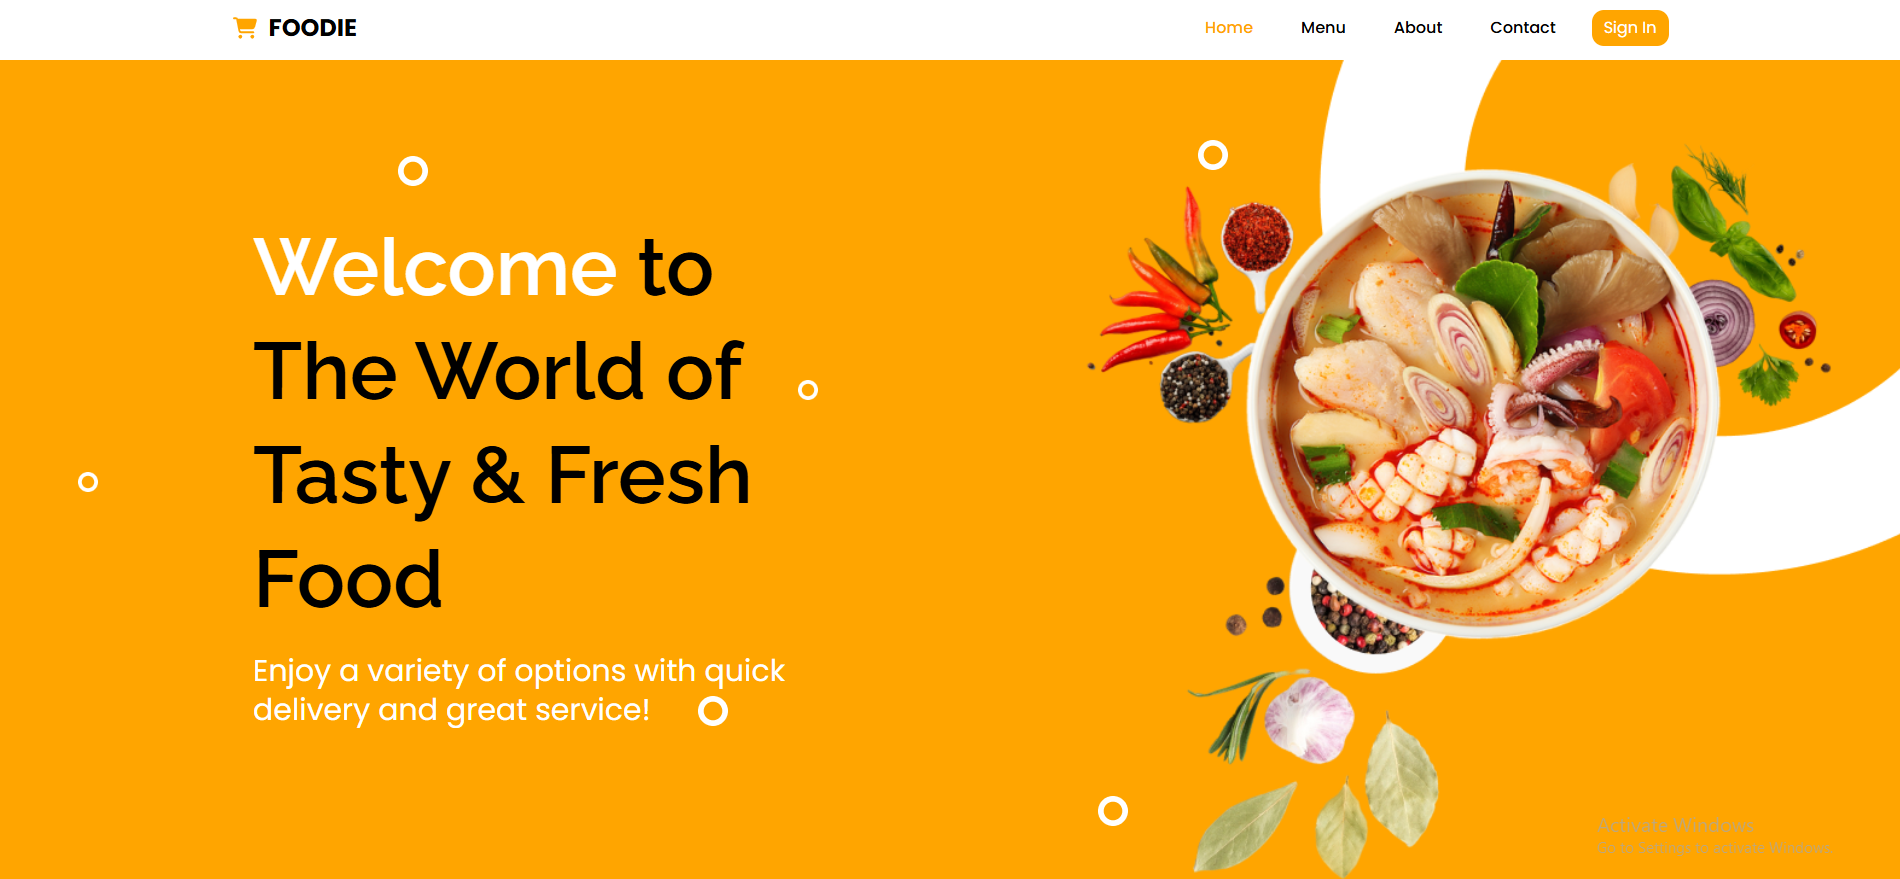 FOODIE
Home Menu About Contact Sign In
Welcome to
The World of
Tasty & Fresh
Food
Enjoy a variety of options with quick
delivery and great service!
Activate Windows
Go to Settings to activate Windows.